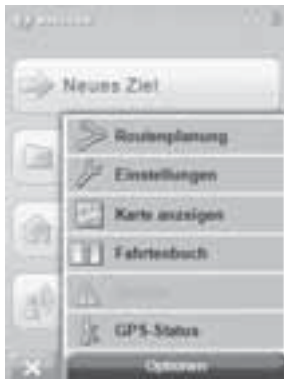 Neues Ziel
Routenplanung
Einstellungen
Karte anzeigen
Fahrtenbuch
GPS-Status
Optionen